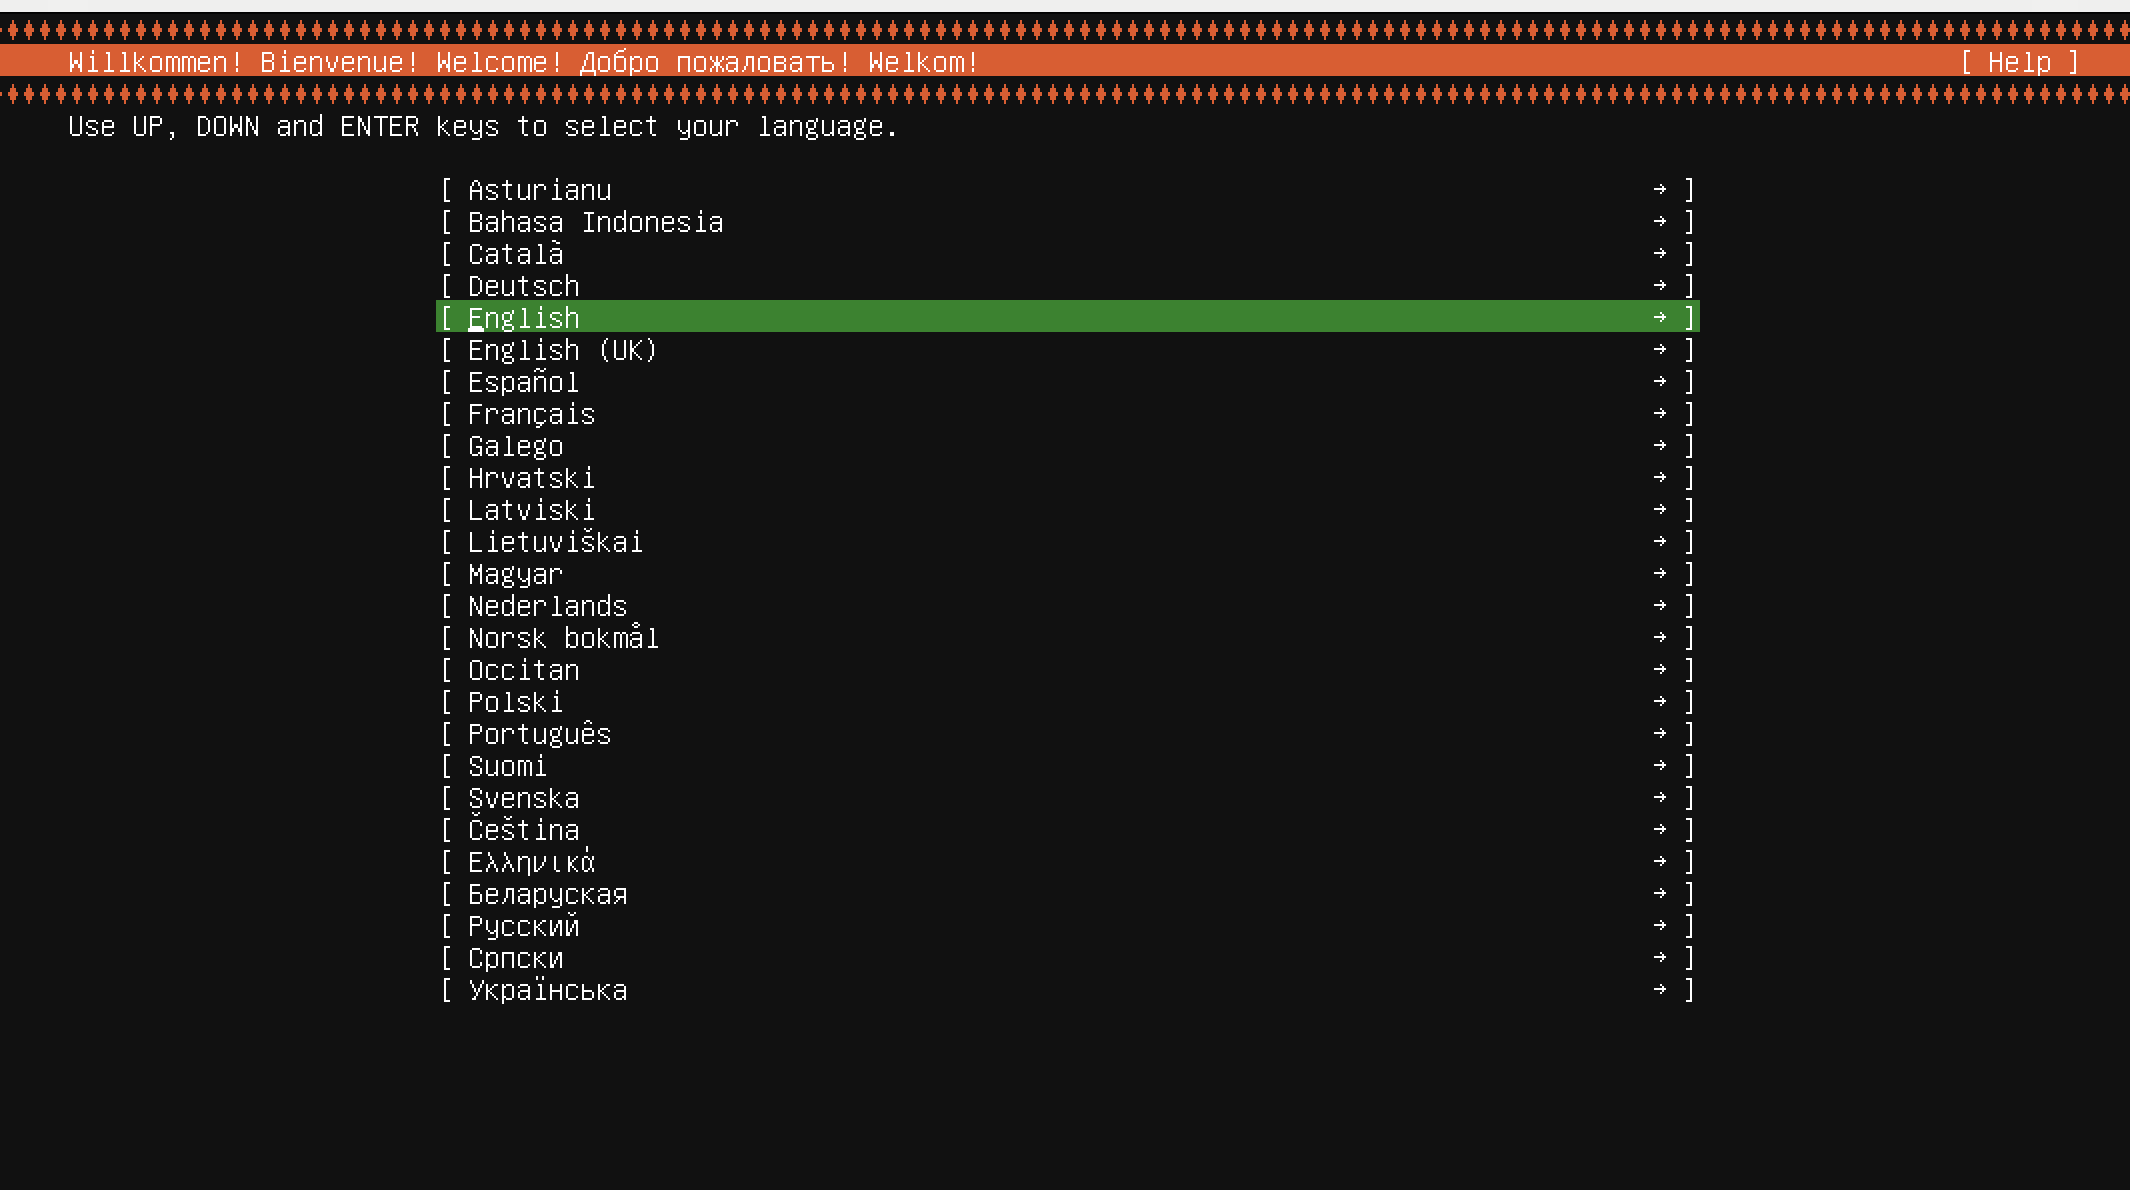 Willkommen! Bienvenue! Welcome! Добро пожаловать! Welkom! [ Help ]
Use UP, DOWN and ENTER keys to select your language.
[ Asturianu → ]
[ Bahasa Indonesia → ]
[ Català → ]
[ Deutsch → ]
[ English → ]
[ English (UK) → ]
[ Español → ]
[ Français → ]
[ Galego → ]
[ Hrvatski → ]
[ Latviski → ]
[ Lietuviškai → ]
[ Magyar → ]
[ Nederlands → ]
[ Norsk bokmål → ]
[ Occitan → ]
[ Polski → ]
[ Português → ]
[ Suomi → ]
[ Svenska → ]
[ Čeština → ]
[ Ελληνικά → ]
[ Беларуская → ]
[ Русский → ]
[ Српски → ]
[ Українська → ]